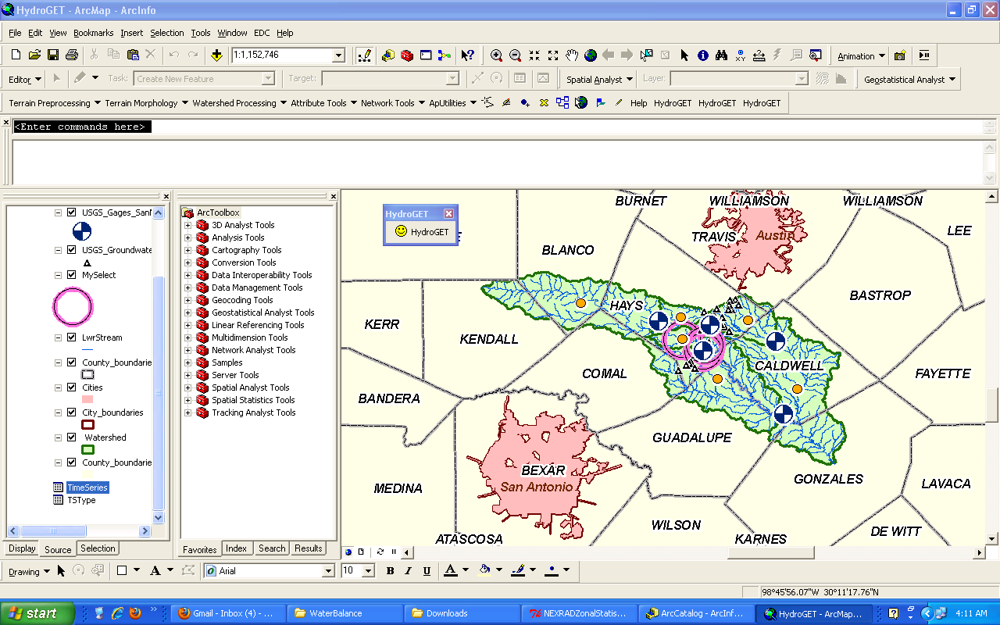 HydroGET - ArcMap - ArcInfo
File Edit View Bookmarks Insert Selection Tools Window EDC Help
1:1,152,746 Animation
Editor Task: Create New Feature Target: Spatial Analyst Layer: Geostatistical Analyst
Terrain Preprocessing Terrain Morphology Watershed Processing Attribute Tools Network Tools ApUtilities Help HydroGET HydroGET HydroGET
<Enter commands here>
USGS_Gages_San
USGS_Groundwate
MySelect
LwrStream
County_boundarie
Cities
City_boundaries
Watershed
County_boundarie
TimeSeries
TSType
Display Source Selection
ArcToolbox
3D Analyst Tools
Analysis Tools
Cartography Tools
Conversion Tools
Data Interoperability Tools
Data Management Tools
Geocoding Tools
Geostatistical Analyst Tools
Linear Referencing Tools
Multidimension Tools
Network Analyst Tools
Samples
Server Tools
Spatial Analyst Tools
Spatial Statistics Tools
Tracking Analyst Tools
Favorites Index Search Results
HydroGET
HydroGET
BURNET WILLIAMSON WILLIAMSON
LEE
TRAVIS Austin
BLANCO
BASTROP
HAYS
KERR
KENDALL
CALDWELL
COMAL FAYETTE
BANDERA
GUADALUPE
BEXAR
GONZALES
San Antonio
MEDINA LAVACA
WILSON
DE WITT
ATASCOSA KARNES
Drawing A Arial 10 B I U A
98°45'56.07"W 30°11'17.76"N
start Gmail - Inbox (4) - ... WaterBalance Downloads NEXRADZonalStatis... ArcCatalog - ArcInf... HydroGET - ArcMap... 4:11 AM